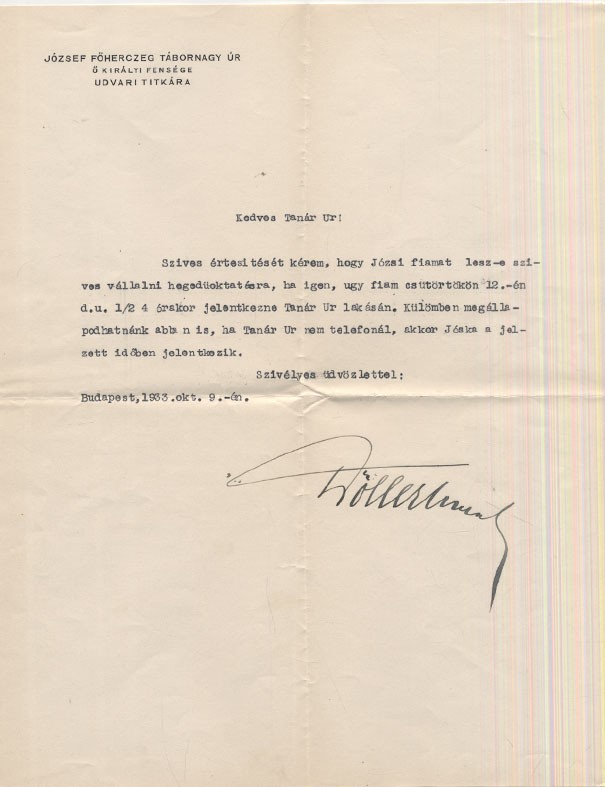 JÓZSEF FŐHERCZEG TÁBORNAGY ÚR
Ő KIRÁLYI FENSÉGE
UDVARI TITKÁRA
Kedves Tanár Ur!
Szives értesitését kérem, hogy Józsi fiamat lesz-e szi-
ves vállalni hegedüoktatásra, ha igen, ugy fiam csütörtökön 12.-én
d.u. 1/2 4 órakor jelentkezne Tanár Ur lakásán. Külömben megálla-
podhatnánk abban is, ha Tanár Ur nem telefonál, akkor Jóska a jel-
zett időben jelentkezik.
Szivélyes üdvözlettel:
Budapest,1933.okt. 9.-én.